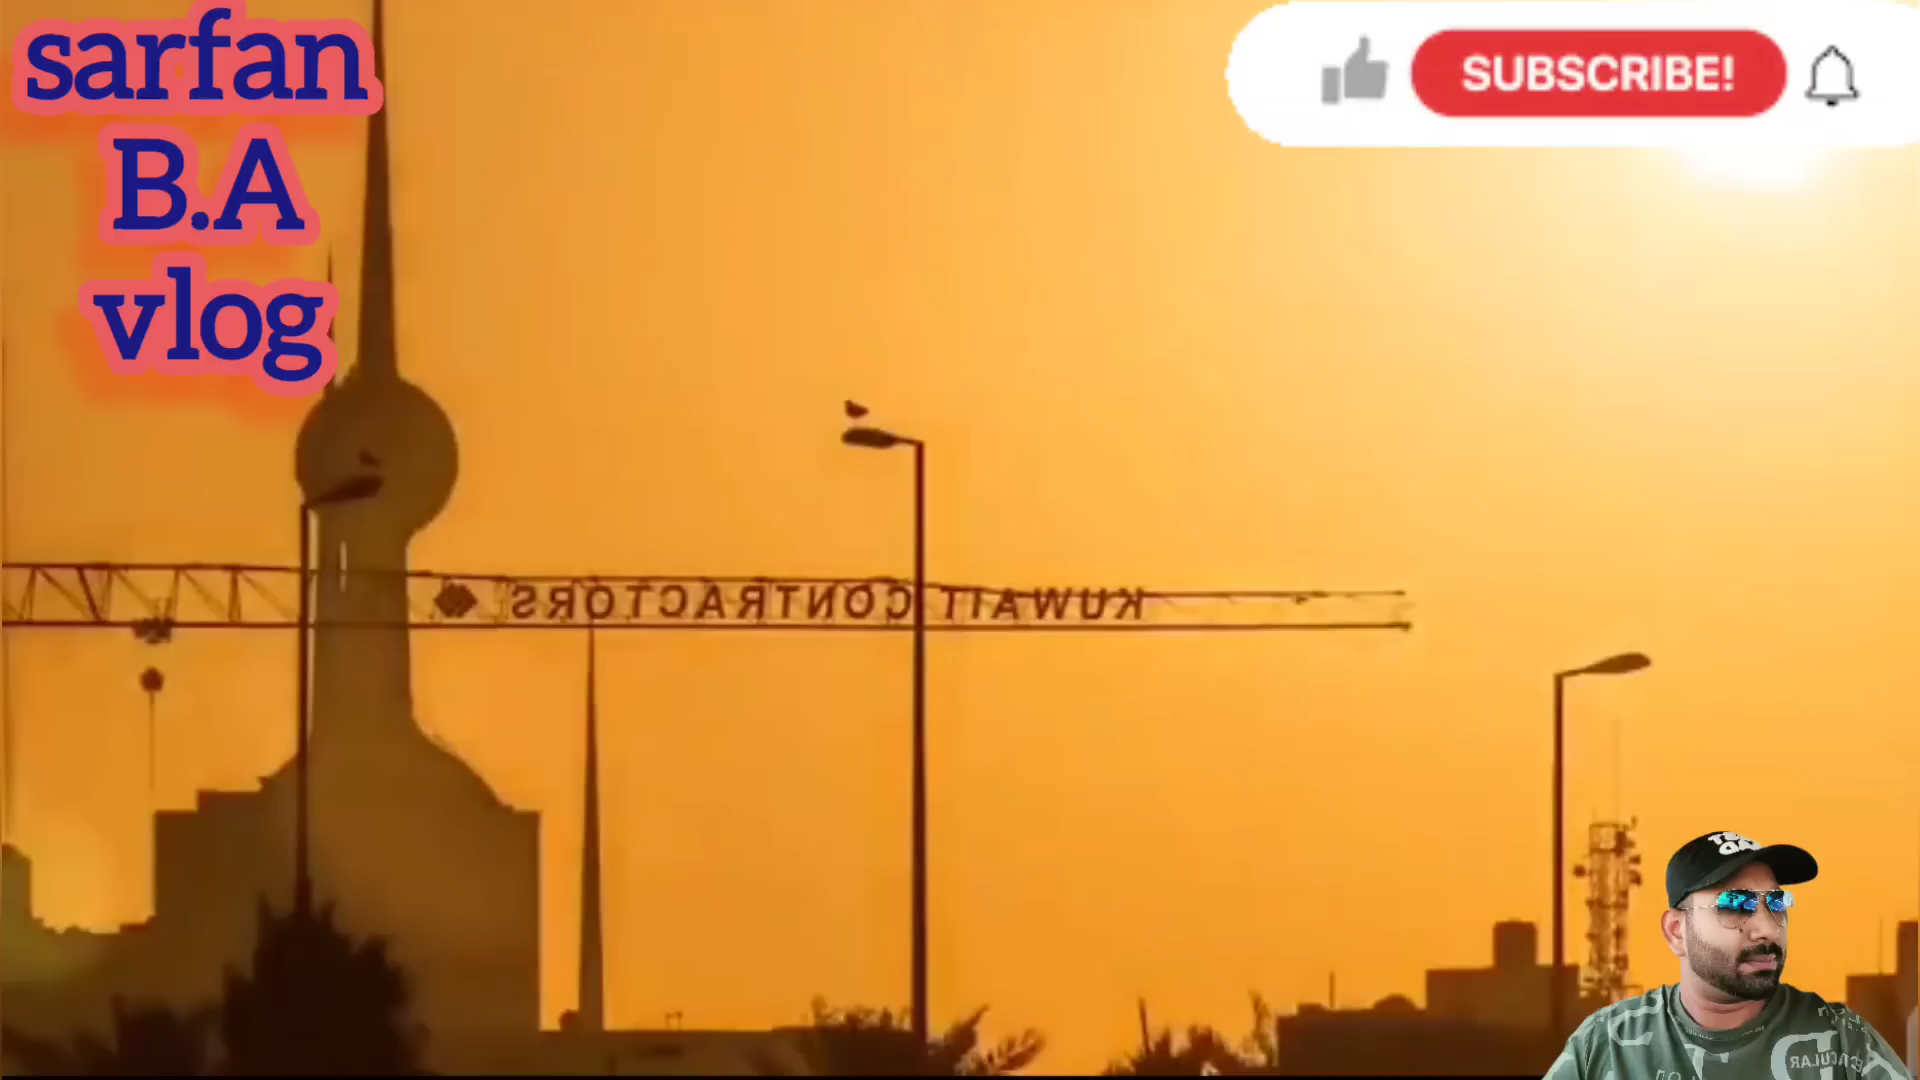 sarfan
B.A
vlog
SUBSCRIBE!
KUWAIT CONTRACTORS